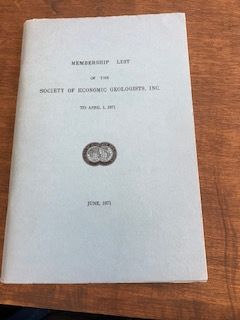 MEMBERSHIP LIST
OF THE
SOCIETY OF ECONOMIC GEOLOGISTS, INC.
TO APRIL 1, 1971
JUNE, 1971